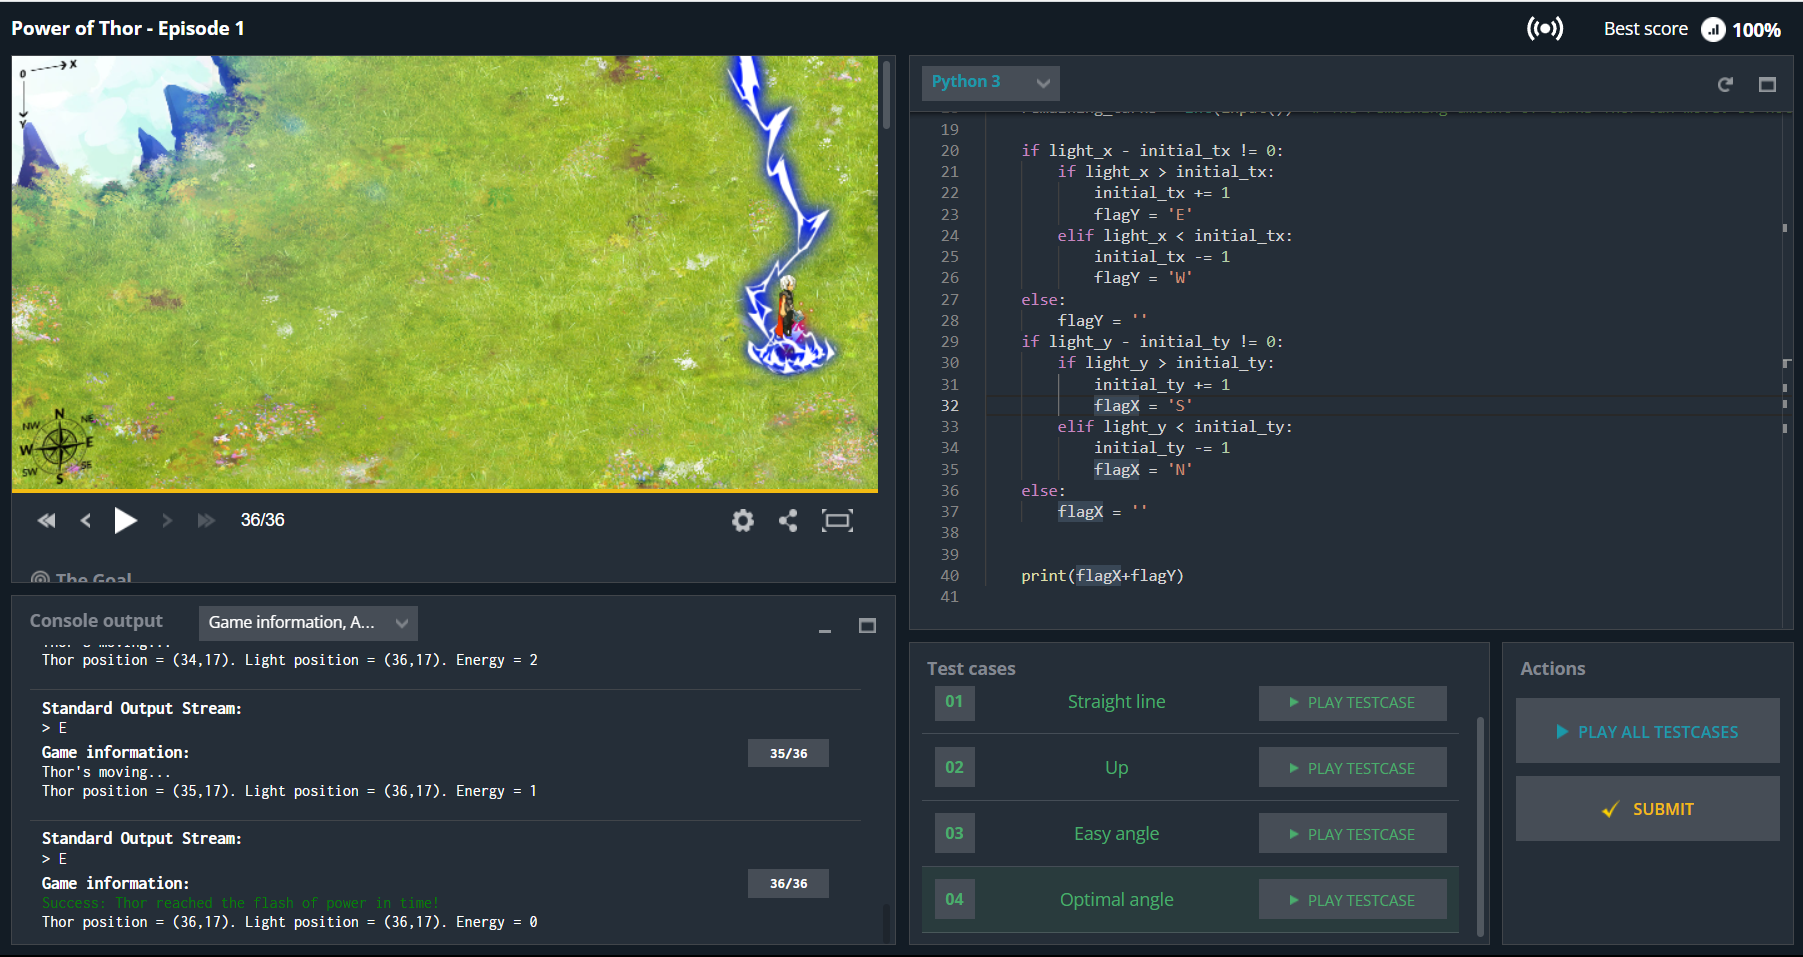 Power of Thor - Episode 1
Best score 100%
0 X
Y
N
NW NE
W E
SW SE
S
36/36
The Goal
Console output
Game information, A...
Thor's moving...
Thor position = (34,17). Light position = (36,17). Energy = 2
Standard Output Stream:
> E
Game information:
35/36
Thor's moving...
Thor position = (35,17). Light position = (36,17). Energy = 1
Standard Output Stream:
> E
Game information:
36/36
Success: Thor reached the flash of power in time!
Thor position = (36,17). Light position = (36,17). Energy = 0
Python 3
19
20 if light_x - initial_tx != 0:
21 if light_x > initial_tx:
22 initial_tx += 1
23 flagY = 'E'
24 elif light_x < initial_tx:
25 initial_tx -= 1
26 flagY = 'W'
27 else:
28 flagY = ''
29 if light_y - initial_ty != 0:
30 if light_y > initial_ty:
31 initial_ty += 1
32 flagX = 'S'
33 elif light_y < initial_ty:
34 initial_ty -= 1
35 flagX = 'N'
36 else:
37 flagX = ''
38
39
40 print(flagX+flagY)
41
Test cases
01 Straight line PLAY TESTCASE
02 Up PLAY TESTCASE
03 Easy angle PLAY TESTCASE
04 Optimal angle PLAY TESTCASE
Actions
PLAY ALL TESTCASES
SUBMIT